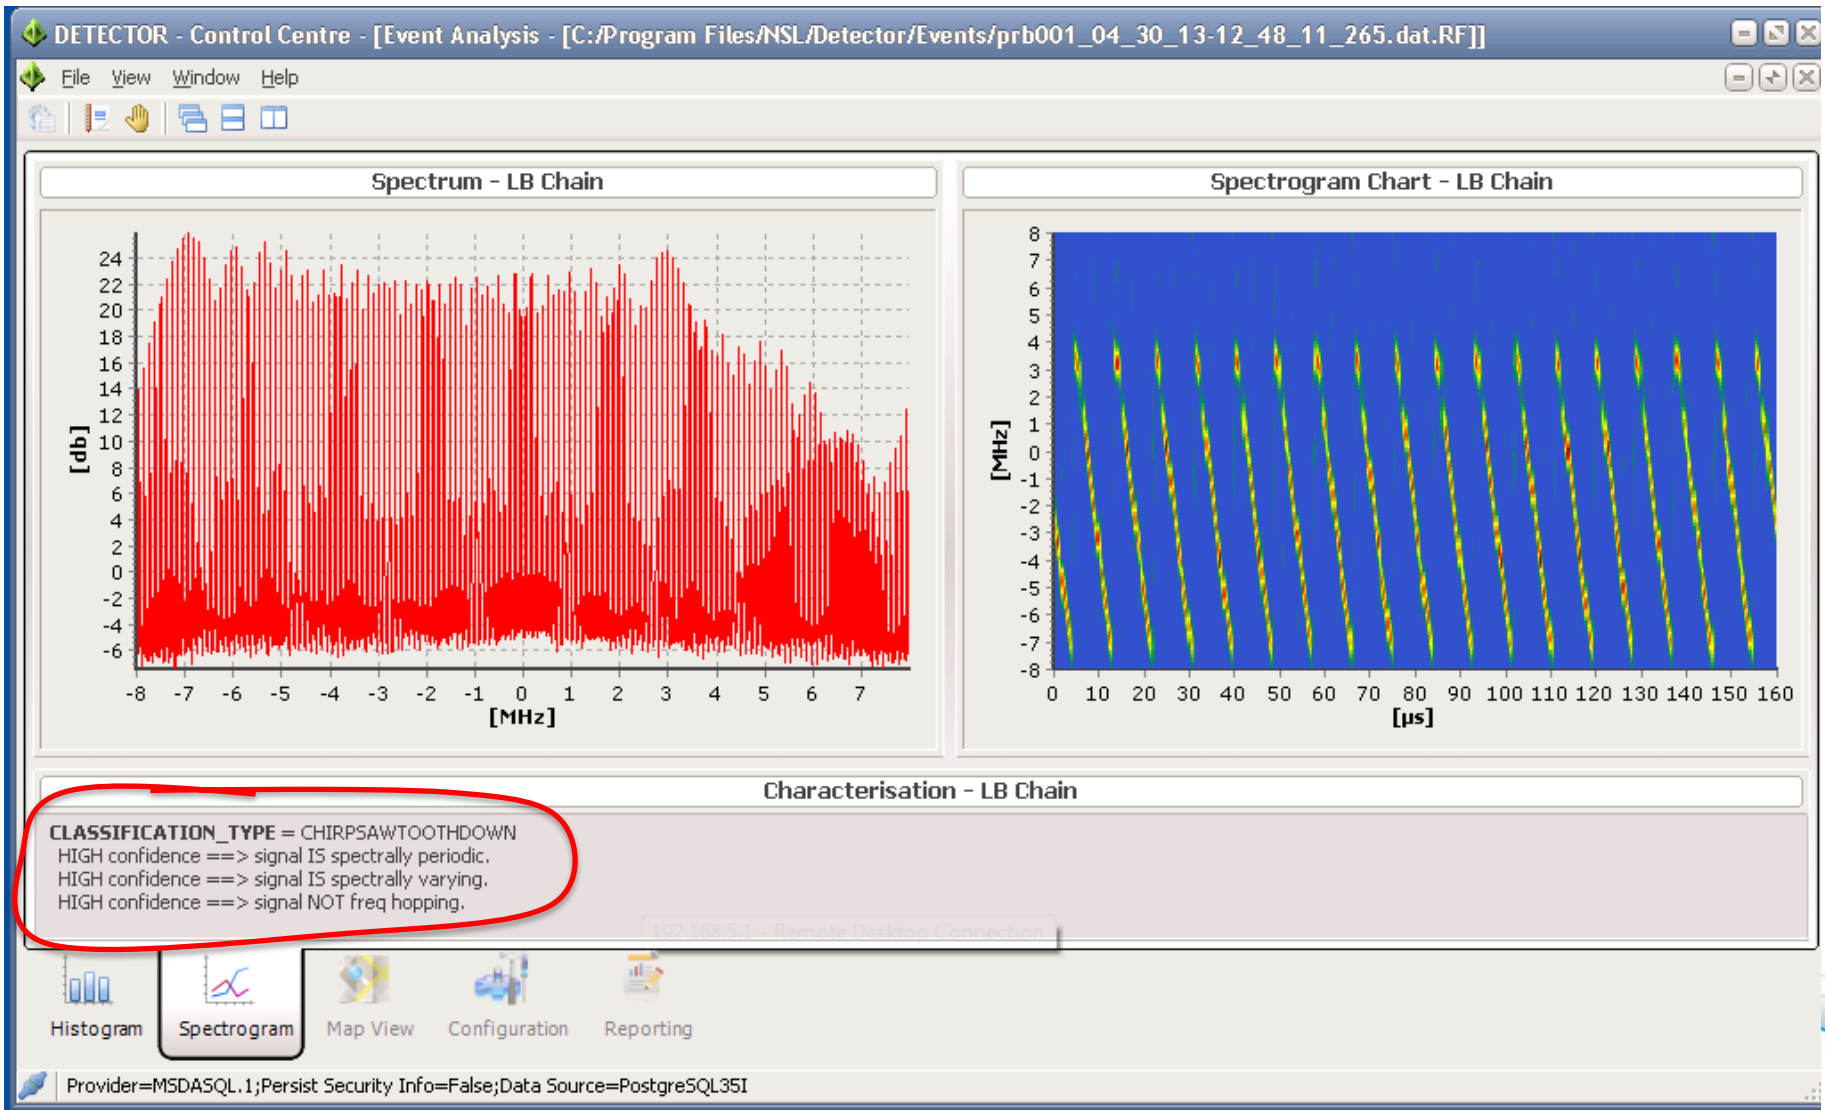 DETECTOR - Control Centre - [Event Analysis - [C:/Program Files/NSL/Detector/Events/prb001_04_30_13-12_48_11_265.dat.RF]]
File View Window Help
Spectrum - LB Chain
24
22
20
18
16
14
12
10
8
6
4
2
0
-2
-4
-6
[db]
-8 -7 -6 -5 -4 -3 -2 -1 0 1 2 3 4 5 6 7
[MHz]
Spectrogram Chart - LB Chain
8
7
6
5
4
3
2
1
0
-1
-2
-3
-4
-5
-6
-7
-8
[MHz]
0 10 20 30 40 50 60 70 80 90 100 110 120 130 140 150 160
[µs]
Characterisation - LB Chain
CLASSIFICATION_TYPE = CHIRPSAWTOOTHDOWN
HIGH confidence ==> signal IS spectrally periodic.
HIGH confidence ==> signal IS spectrally varying.
HIGH confidence ==> signal NOT freq hopping.
192.168.5.1 - Remote Desktop Connection
Histogram Spectrogram Map View Configuration Reporting
Provider=MSDASQL.1;Persist Security Info=False;Data Source=PostgreSQL35I